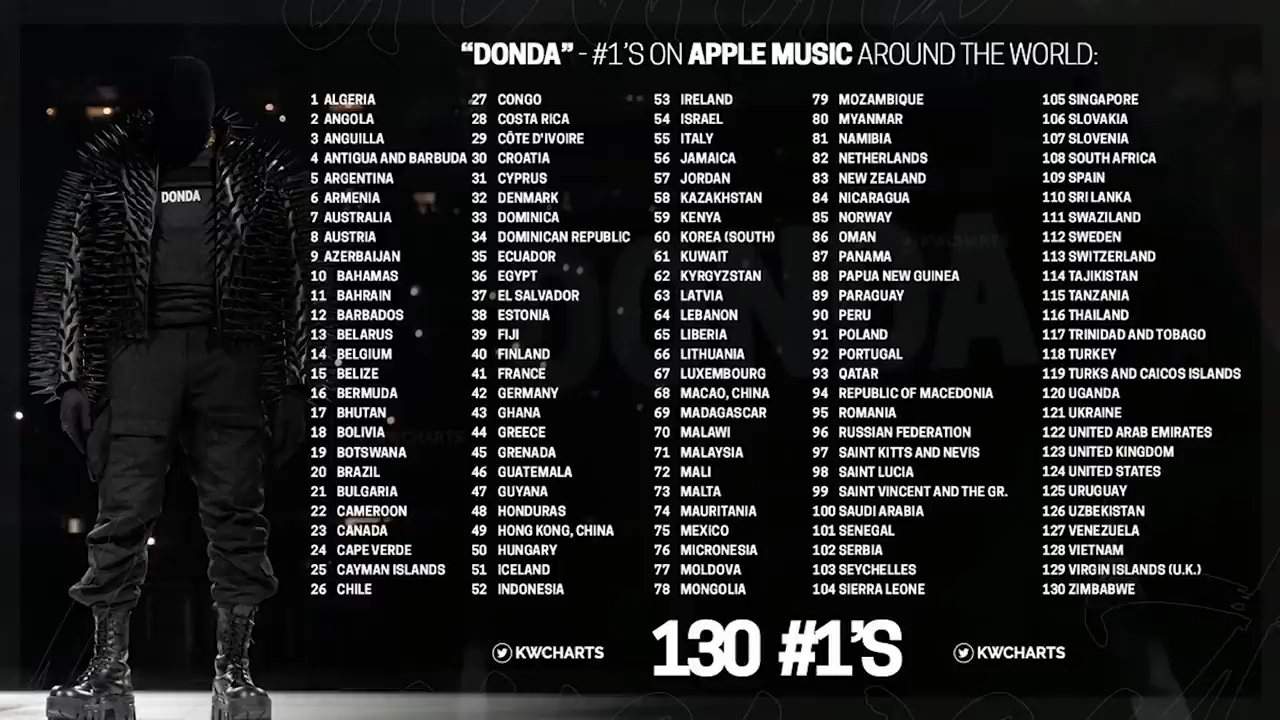 “DONDA” - #1’S ON APPLE MUSIC AROUND THE WORLD:
DONDA
1 ALGERIA
2 ANGOLA
3 ANGUILLA
4 ANTIGUA AND BARBUDA
5 ARGENTINA
6 ARMENIA
7 AUSTRALIA
8 AUSTRIA
9 AZERBAIJAN
10 BAHAMAS
11 BAHRAIN
12 BARBADOS
13 BELARUS
14 BELGIUM
15 BELIZE
16 BERMUDA
17 BHUTAN
18 BOLIVIA
19 BOTSWANA
20 BRAZIL
21 BULGARIA
22 CAMEROON
23 CANADA
24 CAPE VERDE
25 CAYMAN ISLANDS
26 CHILE
27 CONGO
28 COSTA RICA
29 CÔTE D'IVOIRE
30 CROATIA
31 CYPRUS
32 DENMARK
33 DOMINICA
34 DOMINICAN REPUBLIC
35 ECUADOR
36 EGYPT
37 EL SALVADOR
38 ESTONIA
39 FIJI
40 FINLAND
41 FRANCE
42 GERMANY
43 GHANA
44 GREECE
45 GRENADA
46 GUATEMALA
47 GUYANA
48 HONDURAS
49 HONG KONG, CHINA
50 HUNGARY
51 ICELAND
52 INDONESIA
53 IRELAND
54 ISRAEL
55 ITALY
56 JAMAICA
57 JORDAN
58 KAZAKHSTAN
59 KENYA
60 KOREA (SOUTH)
61 KUWAIT
62 KYRGYZSTAN
63 LATVIA
64 LEBANON
65 LIBERIA
66 LITHUANIA
67 LUXEMBOURG
68 MACAO, CHINA
69 MADAGASCAR
70 MALAWI
71 MALAYSIA
72 MALI
73 MALTA
74 MAURITANIA
75 MEXICO
76 MICRONESIA
77 MOLDOVA
78 MONGOLIA
79 MOZAMBIQUE
80 MYANMAR
81 NAMIBIA
82 NETHERLANDS
83 NEW ZEALAND
84 NICARAGUA
85 NORWAY
86 OMAN
87 PANAMA
88 PAPUA NEW GUINEA
89 PARAGUAY
90 PERU
91 POLAND
92 PORTUGAL
93 QATAR
94 REPUBLIC OF MACEDONIA
95 ROMANIA
96 RUSSIAN FEDERATION
97 SAINT KITTS AND NEVIS
98 SAINT LUCIA
99 SAINT VINCENT AND THE GR.
100 SAUDI ARABIA
101 SENEGAL
102 SERBIA
103 SEYCHELLES
104 SIERRA LEONE
105 SINGAPORE
106 SLOVAKIA
107 SLOVENIA
108 SOUTH AFRICA
109 SPAIN
110 SRI LANKA
111 SWAZILAND
112 SWEDEN
113 SWITZERLAND
114 TAJIKISTAN
115 TANZANIA
116 THAILAND
117 TRINIDAD AND TOBAGO
118 TURKEY
119 TURKS AND CAICOS ISLANDS
120 UGANDA
121 UKRAINE
122 UNITED ARAB EMIRATES
123 UNITED KINGDOM
124 UNITED STATES
125 URUGUAY
126 UZBEKISTAN
127 VENEZUELA
128 VIETNAM
129 VIRGIN ISLANDS (U.K.)
130 ZIMBABWE
DONDA
KWCHARTS
KWCHARTS
130 #1’S
KWCHARTS